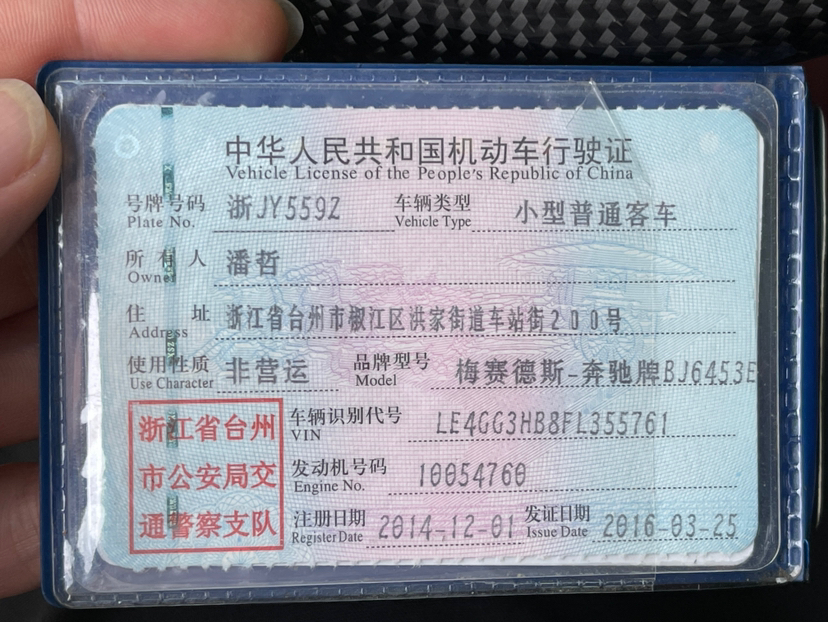 中华人民共和国机动车行驶证
Vehicle License of the People's Republic of China
号牌号码 浙JY559Z 车辆类型 小型普通客车
Plate No. Vehicle Type
所有人 潘哲
Owner
住址 浙江省台州市椒江区洪家街道车站街200号
Address
使用性质 非营运 品牌型号 梅赛德斯-奔驰牌BJ6453E
Use Character Model
浙江省台州
市公安局交
通警察支队
车辆识别代号 LE4GG3HB8FL355761
VIN
发动机号码 10054760
Engine No.
注册日期 2014-12-01 发证日期 2016-03-25
Register Date Issue Date